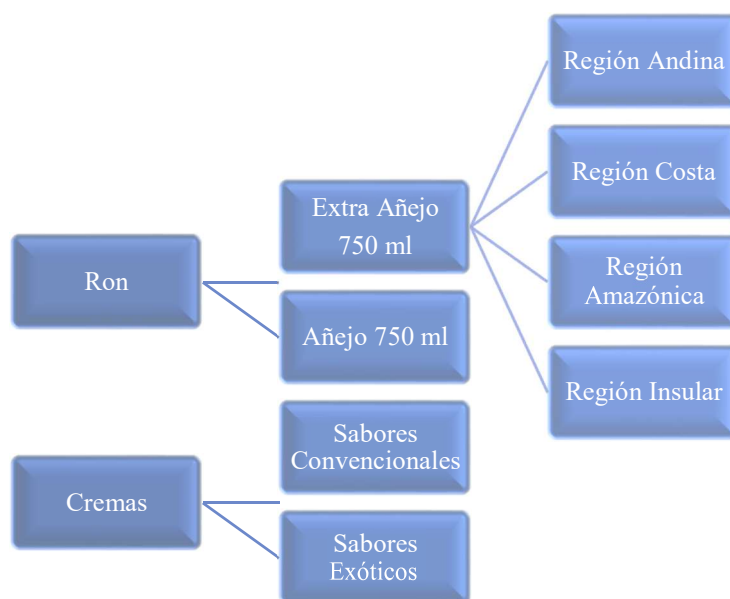 Ron
Extra Añejo
750 ml
Región Andina
Región Costa
Región
Amazónica
Región Insular
Añejo 750 ml
Cremas
Sabores
Convencionales
Sabores
Exóticos